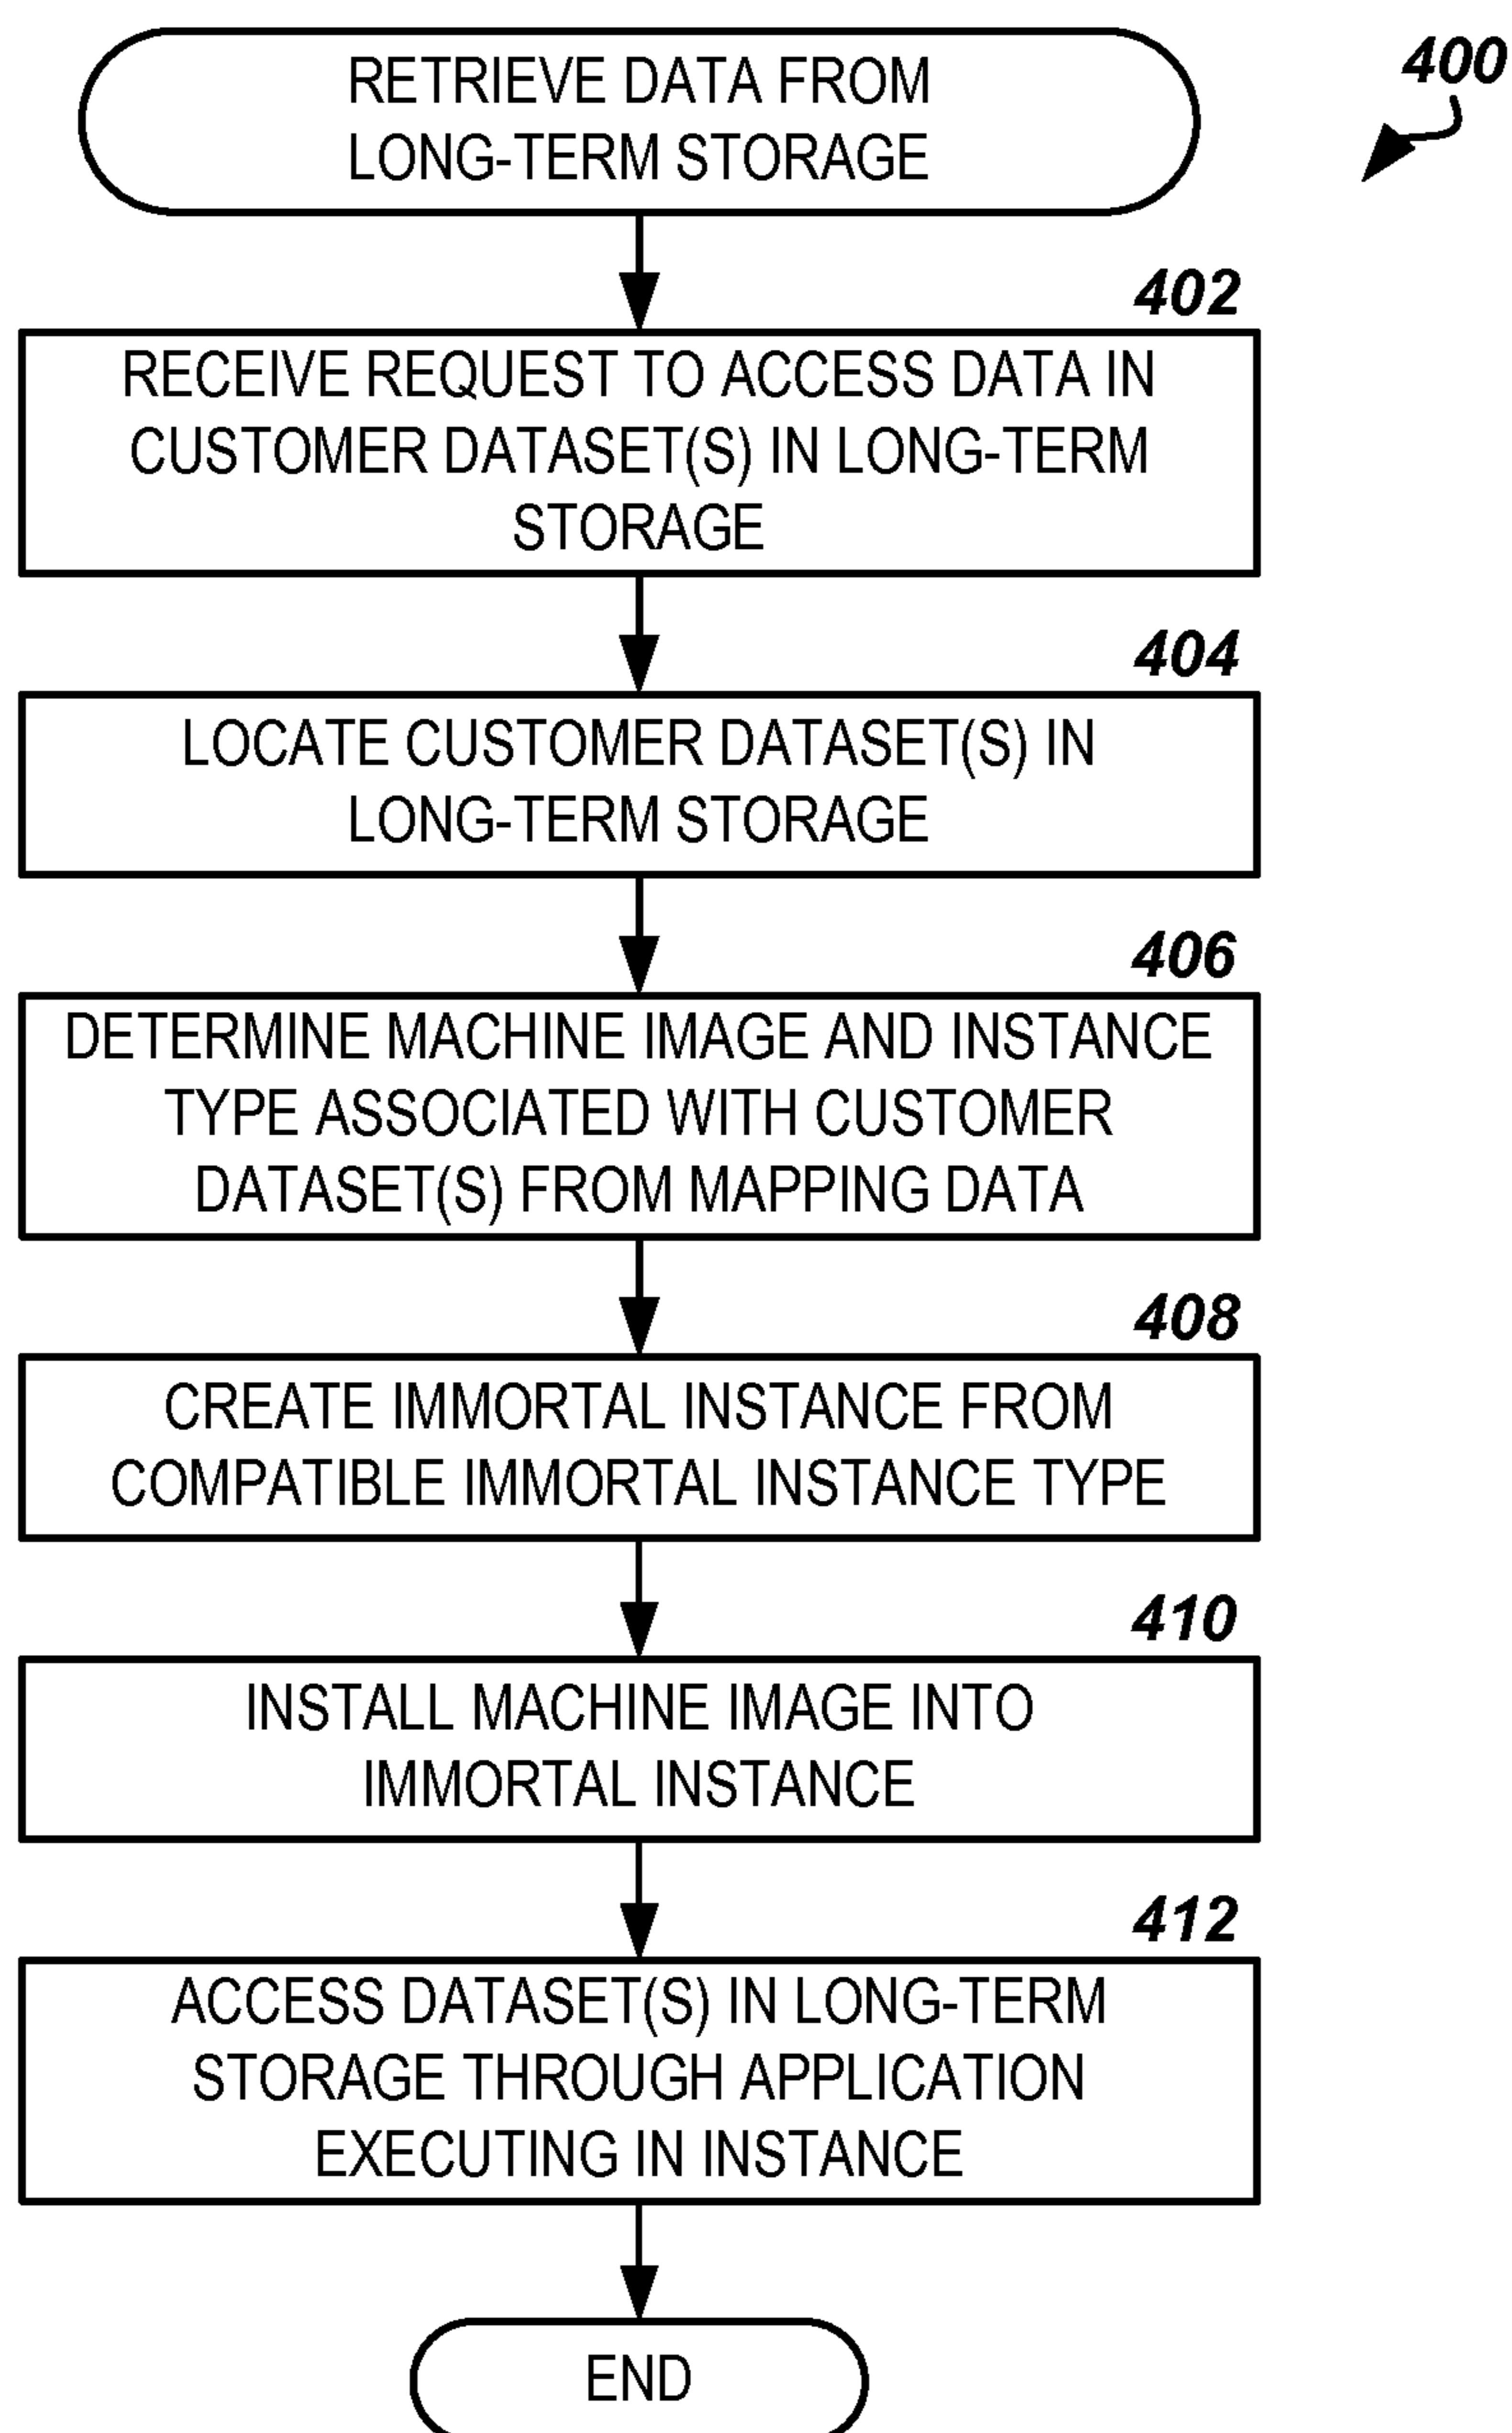 RETRIEVE DATA FROM
LONG-TERM STORAGE
400
402
RECEIVE REQUEST TO ACCESS DATA IN
CUSTOMER DATASET(S) IN LONG-TERM
STORAGE
404
LOCATE CUSTOMER DATASET(S) IN
LONG-TERM STORAGE
406
DETERMINE MACHINE IMAGE AND INSTANCE
TYPE ASSOCIATED WITH CUSTOMER
DATASET(S) FROM MAPPING DATA
408
CREATE IMMORTAL INSTANCE FROM
COMPATIBLE IMMORTAL INSTANCE TYPE
410
INSTALL MACHINE IMAGE INTO
IMMORTAL INSTANCE
412
ACCESS DATASET(S) IN LONG-TERM
STORAGE THROUGH APPLICATION
EXECUTING IN INSTANCE
END